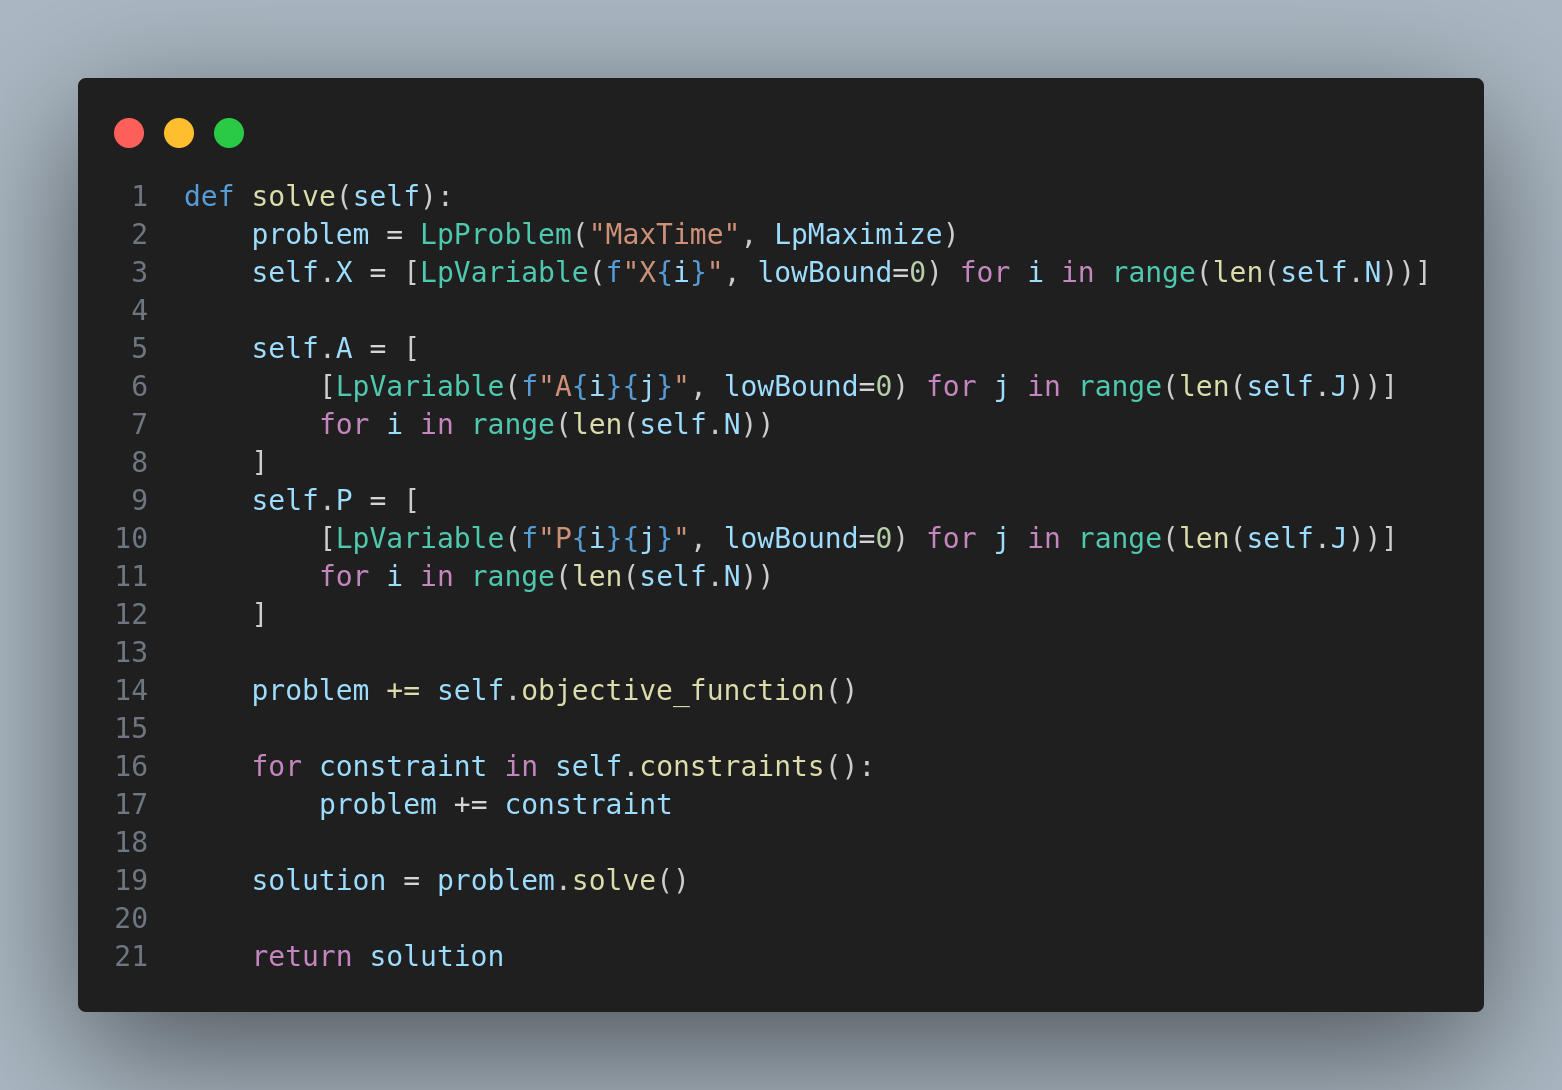 1 def solve(self):
2     problem = LpProblem("MaxTime", LpMaximize)
3     self.X = [LpVariable(f"X{i}", lowBound=0) for i in range(len(self.N))]
4
5     self.A = [
6         [LpVariable(f"A{i}{j}", lowBound=0) for j in range(len(self.J))]
7         for i in range(len(self.N))
8     ]
9     self.P = [
10         [LpVariable(f"P{i}{j}", lowBound=0) for j in range(len(self.J))]
11         for i in range(len(self.N))
12     ]
13
14     problem += self.objective_function()
15
16     for constraint in self.constraints():
17         problem += constraint
18
19     solution = problem.solve()
20
21     return solution